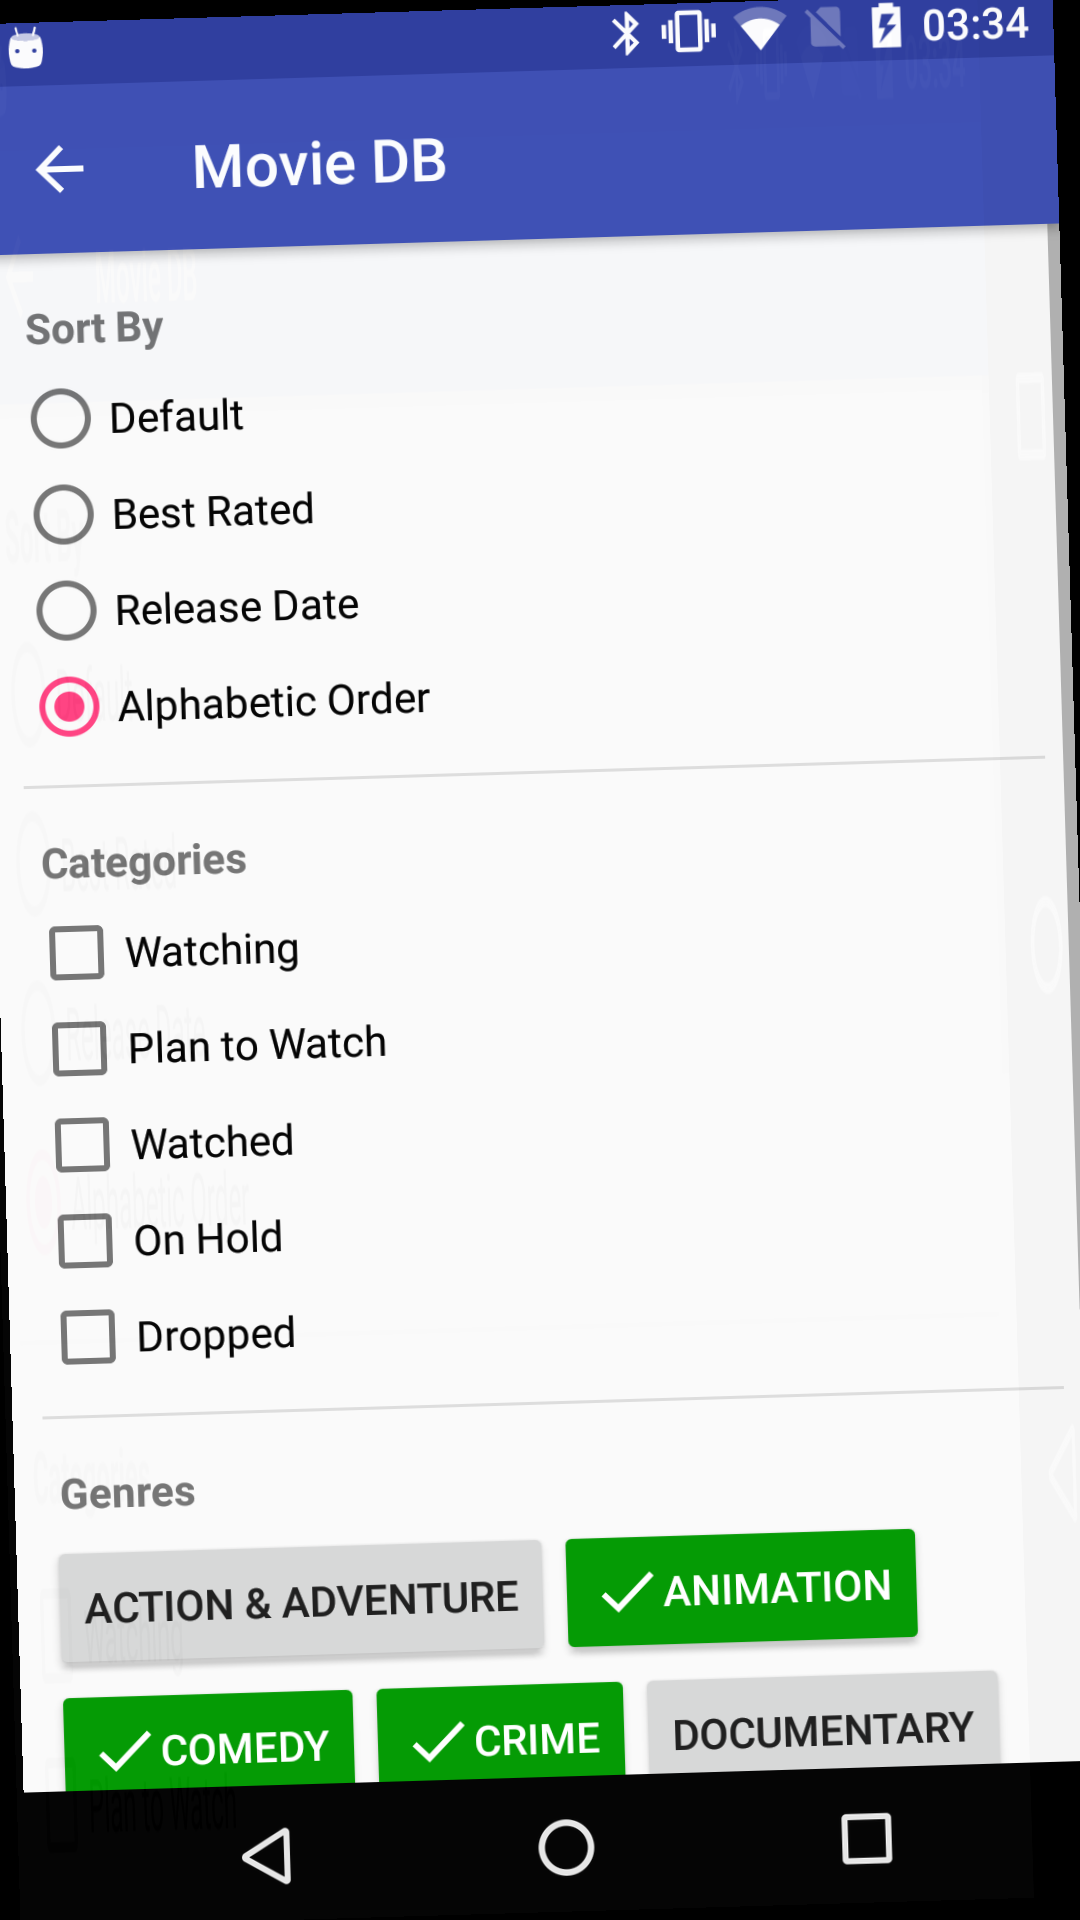 03:34
Movie DB
Sort By
Default
Best Rated
Release Date
Alphabetic Order
Categories
Watching
Plan to Watch
Watched
On Hold
Dropped
Genres
ACTION & ADVENTURE
ANIMATION
COMEDY
CRIME
DOCUMENTARY